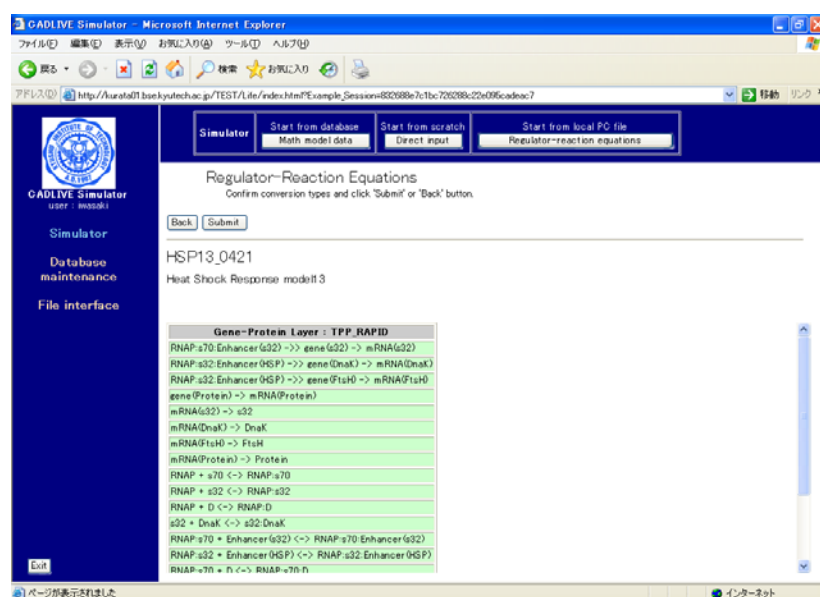 CADLIVE Simulator - Microsoft Internet Explorer
ファイル(F) 編集(E) 表示(V) お気に入り(A) ツール(T) ヘルプ(H)
戻る 検索 お気に入り
アドレス(D) http://kurata01.bse.kyutech.ac.jp/TEST/Lite/index.html?Example_Session=832688e7c1bc726288c22e095cadeac7 移動 リンク
CADLIVE Simulator
user : iwasaki
Simulator
Database
maintenance
File interface
Exit
Simulator
Start from database
Math model data
Start from scratch
Direct input
Start from local PC file
Regulator-reaction equations
Regulator-Reaction Equations
Confirm conversion types and click 'Submit' or 'Back' button.
Back Submit
HSP13_0421
Heat Shock Response model13
Gene-Protein Layer : TPP_RAPID
RNAP:s70:Enhancer(s32) ->> gene(s32) -> mRNA(s32)
RNAP:s32:Enhancer(HSP) ->> gene(DnaK) -> mRNA(DnaK)
RNAP:s32:Enhancer(HSP) ->> gene(FtsH) -> mRNA(FtsH)
gene(Protein) -> mRNA(Protein)
mRNA(s32) -> s32
mRNA(DnaK) -> DnaK
mRNA(FtsH) -> FtsH
mRNA(Protein) -> Protein
RNAP + s70 <-> RNAP:s70
RNAP + s32 <-> RNAP:s32
RNAP + D <-> RNAP:D
s32 + DnaK <-> s32:DnaK
RNAP:s70 + Enhancer(s32) <-> RNAP:s70:Enhancer(s32)
RNAP:s32 + Enhancer(HSP) <-> RNAP:s32:Enhancer(HSP)
RNAP:s70 + D <-> RNAP:s70:D
ページが表示されました インターネット